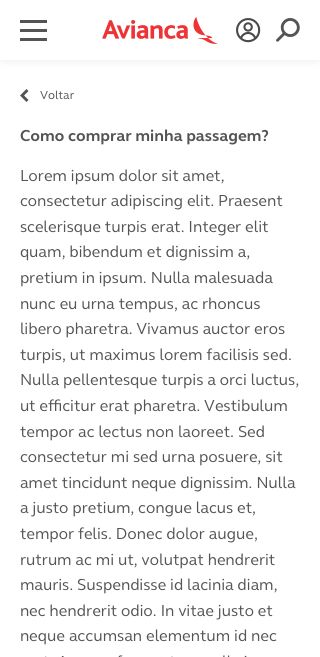 Avianca
Voltar
Como comprar minha passagem?
Lorem ipsum dolor sit amet,
consectetur adipiscing elit. Praesent
scelerisque turpis erat. Integer elit
quam, bibendum et dignissim a,
pretium in ipsum. Nulla malesuada
nunc eu urna tempus, ac rhoncus
libero pharetra. Vivamus auctor eros
turpis, ut maximus lorem facilisis sed.
Nulla pellentesque turpis a orci luctus,
ut efficitur erat pharetra. Vestibulum
tempor ac lectus non laoreet. Sed
consectetur mi sed urna posuere, sit
amet tincidunt neque dignissim. Nulla
a justo pretium, congue lacus et,
tempor felis. Donec dolor augue,
rutrum ac mi ut, volutpat hendrerit
mauris. Suspendisse id lacinia diam,
nec hendrerit odio. In vitae justo et
neque accumsan elementum id nec